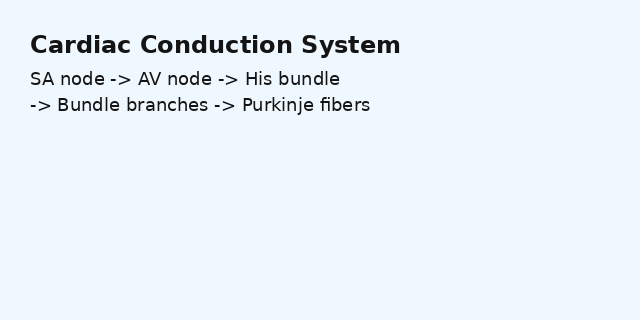 Cardiac Conduction System
SA node -> AV node -> His bundle
-> Bundle branches -> Purkinje fibers